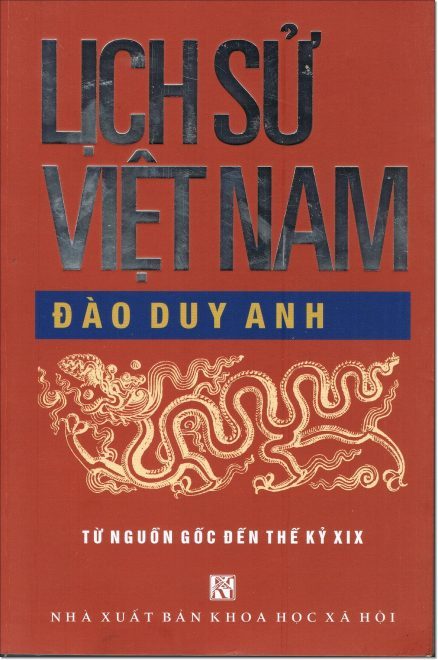 LỊCH SỬ
VIỆT NAM
ĐÀO DUY ANH
TỪ NGUỒN GỐC ĐẾN THẾ KỶ XIX
NHÀ XUẤT BẢN KHOA HỌC XÃ HỘI